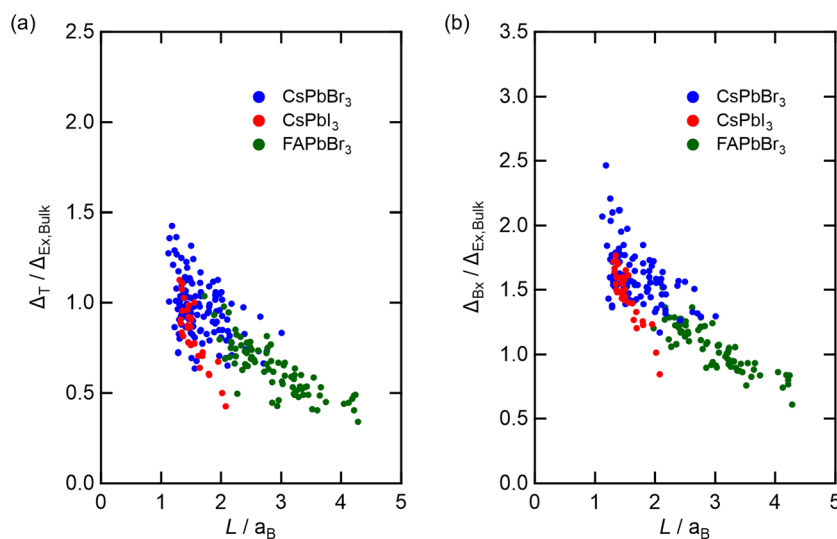 (a)
2.5
2.0
1.5
1.0
0.5
0.0
Δ_T / Δ_Ex,Bulk
CsPbBr₃
CsPbI₃
FAPbBr₃
0 1 2 3 4 5
L / a_B
(b)
3.5
3.0
2.5
2.0
1.5
1.0
0.5
0.0
Δ_Bx / Δ_Ex,Bulk
CsPbBr₃
CsPbI₃
FAPbBr₃
0 1 2 3 4 5
L / a_B